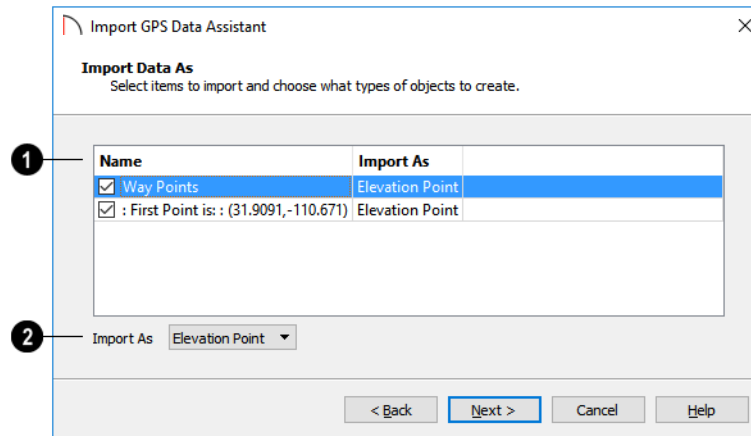 Import GPS Data Assistant
Import Data As
Select items to import and choose what types of objects to create.
1
Name Import As
Way Points Elevation Point
: First Point is: : (31.9091,-110.671) Elevation Point
2
Import As Elevation Point
< Back Next > Cancel Help